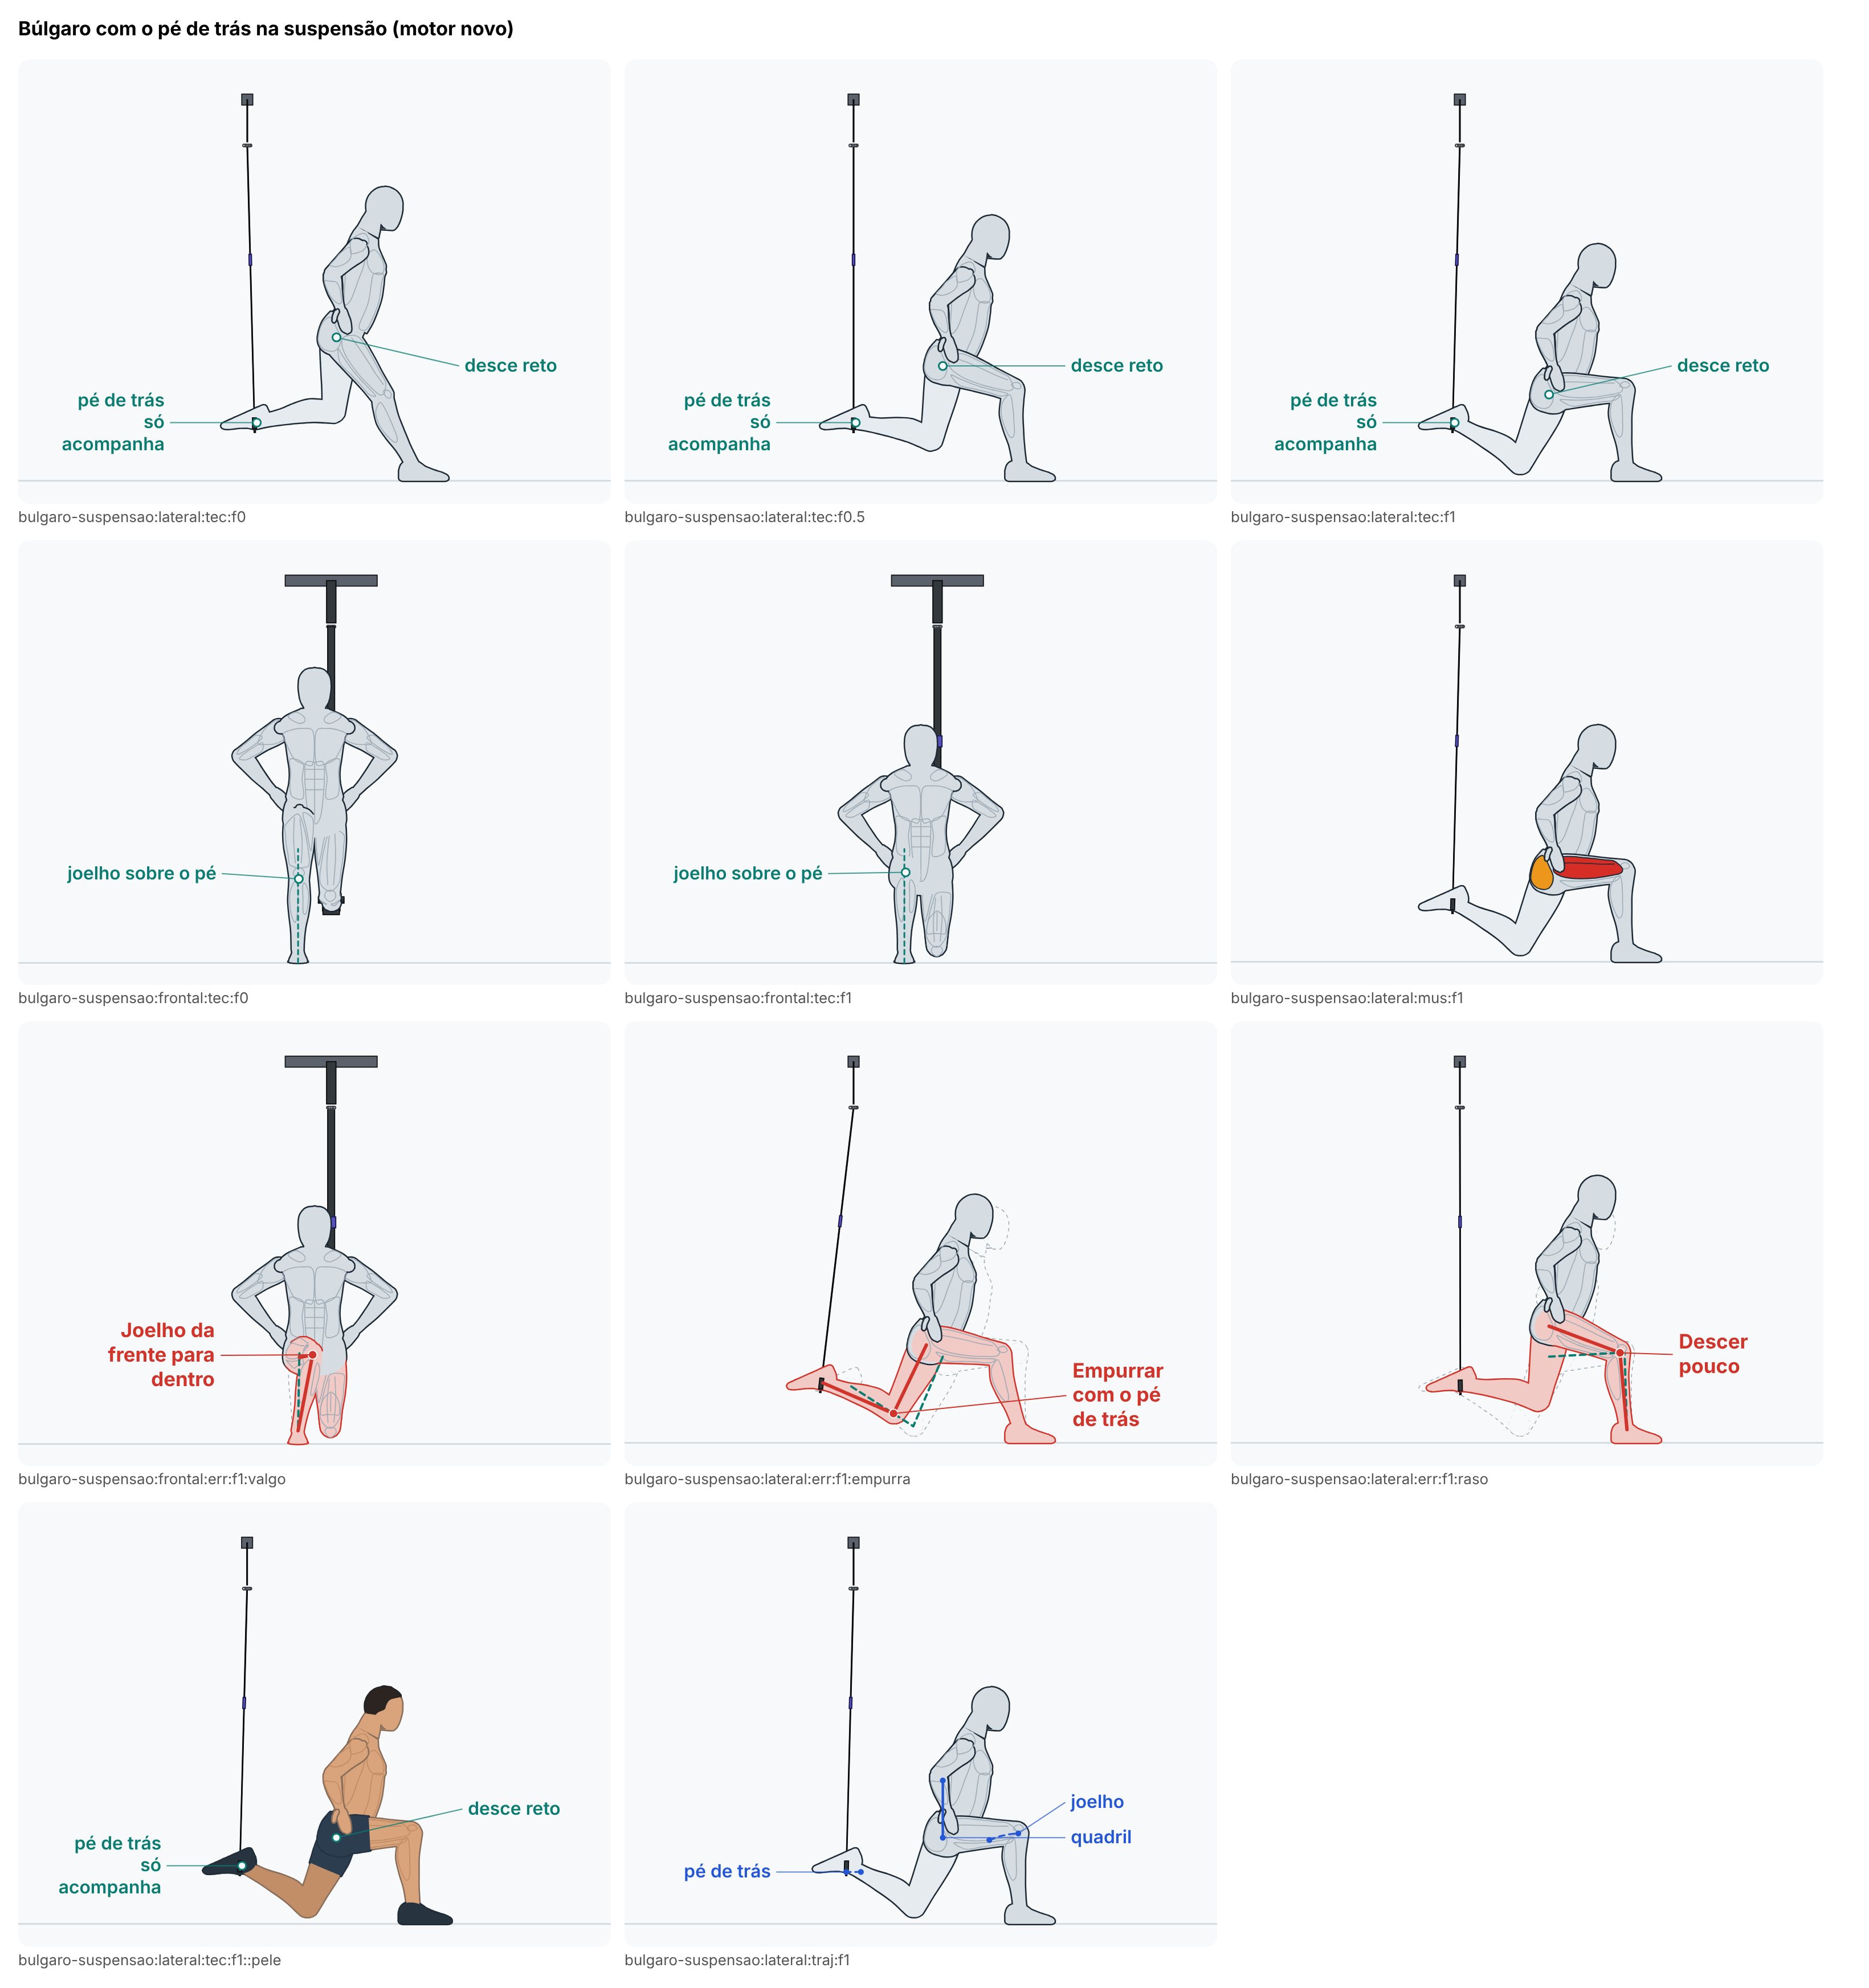 Búlgaro com o pé de trás na suspensão (motor novo)
desce reto
pé de trás
só
acompanha
bulgaro-suspensao:lateral:tec:f0
desce reto
pé de trás
só
acompanha
bulgaro-suspensao:lateral:tec:f0.5
desce reto
pé de trás
só
acompanha
bulgaro-suspensao:lateral:tec:f1
joelho sobre o pé
bulgaro-suspensao:frontal:tec:f0
joelho sobre o pé
bulgaro-suspensao:frontal:tec:f1
bulgaro-suspensao:lateral:mus:f1
Joelho da
frente para
dentro
bulgaro-suspensao:frontal:err:f1:valgo
Empurrar
com o pé
de trás
bulgaro-suspensao:lateral:err:f1:empurra
Descer
pouco
bulgaro-suspensao:lateral:err:f1:raso
desce reto
pé de trás
só
acompanha
bulgaro-suspensao:lateral:tec:f1::pele
joelho
quadril
pé de trás
bulgaro-suspensao:lateral:traj:f1